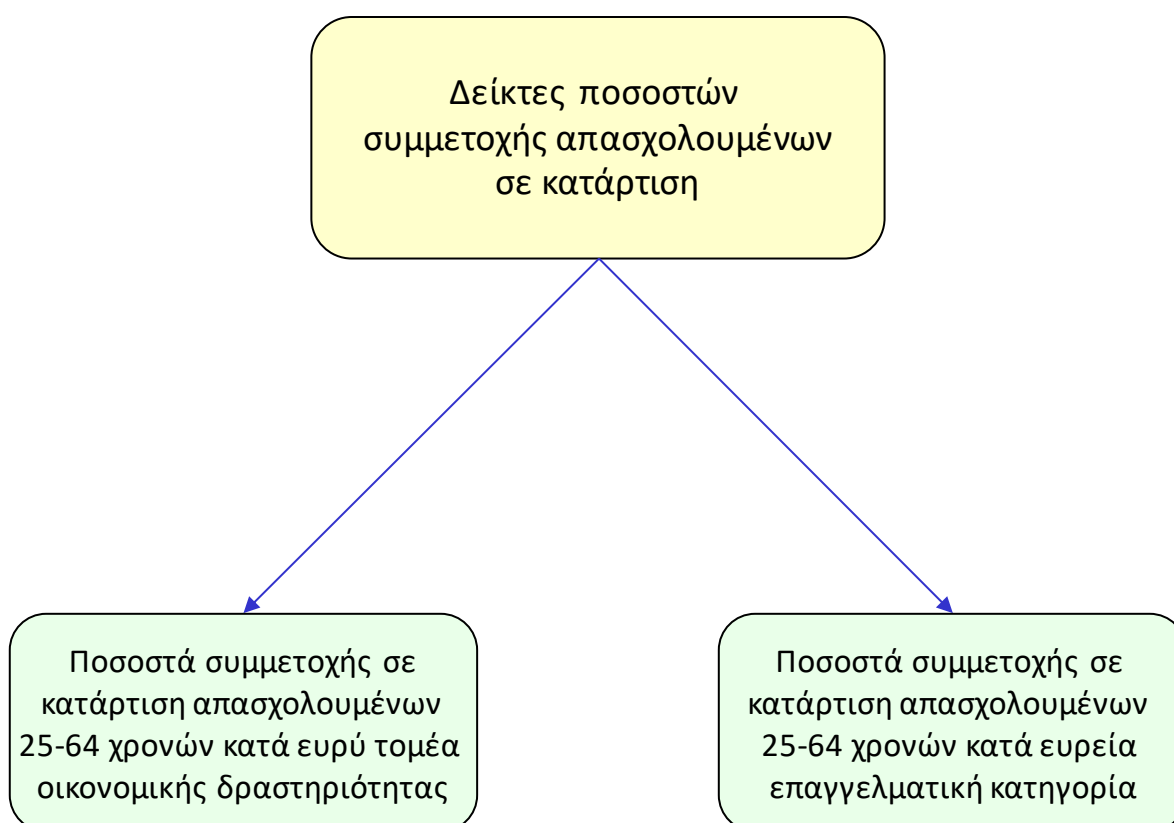 Δείκτες ποσοστών
συμμετοχής απασχολουμένων
σε κατάρτιση
Ποσοστά συμμετοχής σε
κατάρτιση απασχολουμένων
25-64 χρονών κατά ευρύ τομέα
οικονομικής δραστηριότητας
Ποσοστά συμμετοχής σε
κατάρτιση απασχολουμένων
25-64 χρονών κατά ευρεία
επαγγελματική κατηγορία